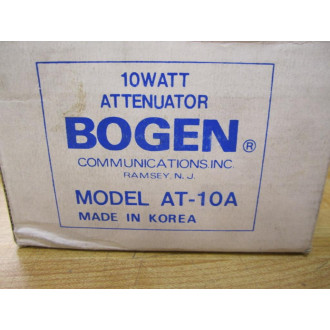 10WATT
ATTENUATOR
BOGEN®
COMMUNICATIONS, INC.
RAMSEY, N. J.
MODEL AT-10A
MADE IN KOREA